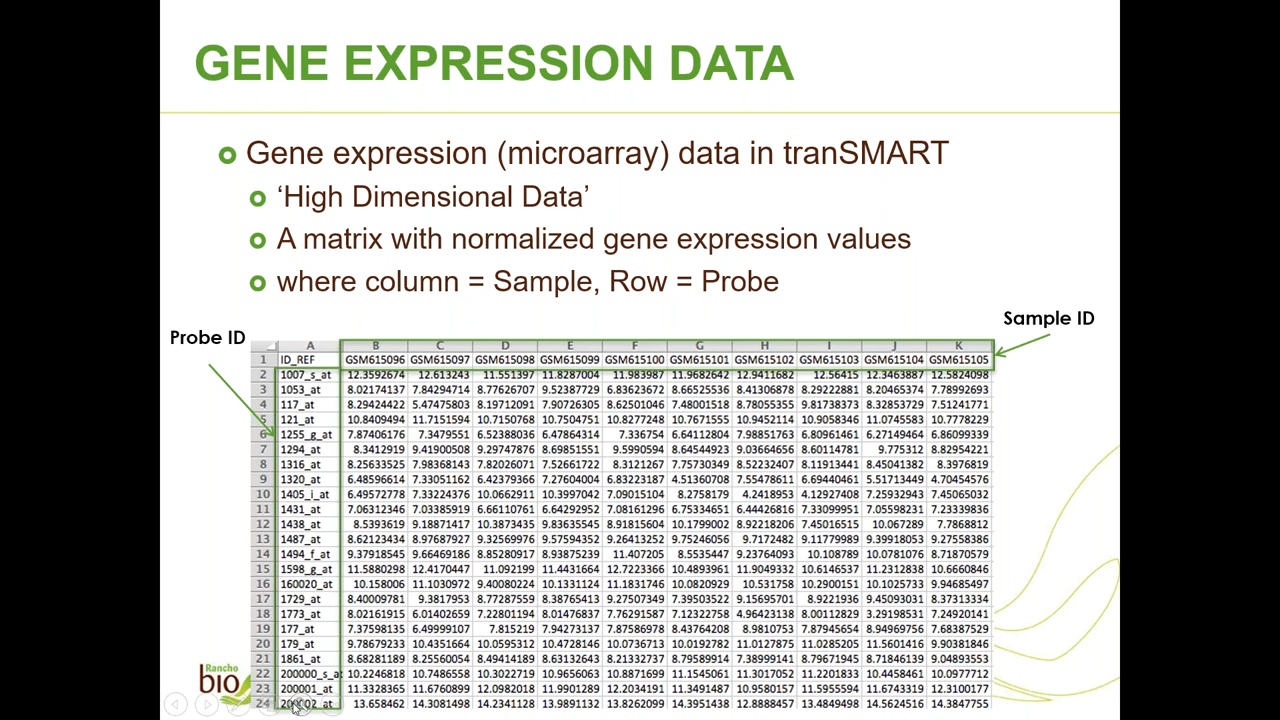 GENE EXPRESSION DATA
Gene expression (microarray) data in tranSMART
‘High Dimensional Data’
A matrix with normalized gene expression values
where column = Sample, Row = Probe
Sample ID
Probe ID
A B C D E F G H I J K
1 ID_REF GSM615096 GSM615097 GSM615098 GSM615099 GSM615100 GSM615101 GSM615102 GSM615103 GSM615104 GSM615105
2 1007_s_at 12.3592674 12.613243 11.551397 11.8287004 11.983987 11.9682642 12.9411682 12.56415 12.3463887 12.5824098
3 1053_at 8.02174137 7.84294714 8.77626707 9.52387729 6.83623672 8.66525536 8.41306878 8.29222881 8.20465374 7.78992693
4 117_at 8.29424422 5.47475803 8.19712091 7.90726305 8.62501046 7.48001518 8.78055355 9.81738373 8.32853729 7.51241771
5 121_at 10.8409494 11.7151594 10.7150768 10.7504751 10.8277248 10.7671555 10.9452114 10.9058346 11.0745583 10.7778229
6 1255_g_at 7.87406176 7.3479551 6.52388036 6.47864314 7.336754 6.64112804 7.98851763 6.80961461 6.27149464 6.86099339
7 1294_at 8.3412919 9.41900508 9.29747876 8.69851551 9.5990594 8.64544923 9.03664656 8.60114781 9.775312 8.82954221
8 1316_at 8.25633525 7.98368143 7.82026071 7.52661722 8.3121267 7.75730349 8.52232407 8.11913441 8.45041382 8.3976819
9 1320_at 6.48596614 7.33051162 6.42379366 7.27604004 6.83223187 4.51360708 7.55478611 6.69440461 5.51713449 4.70454576
10 1405_i_at 6.49572778 7.33224376 10.0662911 10.3997042 7.09015104 8.2758179 4.2418953 4.12927408 7.25932943 7.45065032
11 1431_at 7.06312346 7.03385919 6.66110761 6.64292952 7.08161296 6.75334651 6.44426816 7.33099951 7.05598231 7.23339836
12 1438_at 8.5393619 9.18871417 10.3873435 9.83635545 8.91815604 10.1799002 8.92218206 7.45016515 10.067289 7.7868812
13 1487_at 8.62123434 8.97687927 9.32569976 9.57594352 9.26413252 9.75246056 9.7172482 9.11779989 9.39918053 9.27558386
14 1494_f_at 9.37918545 9.66469186 8.85280917 8.93875239 11.407205 8.5535447 9.23764093 10.108789 10.0781076 8.71870579
15 1598_g_at 11.5880298 12.4170447 11.092199 11.4431664 12.7223366 10.4893961 11.9049332 10.6146537 11.2312838 10.6660846
16 160020_at 10.158006 11.1030972 9.40080224 10.1331124 11.1831746 10.0820929 10.531758 10.2900151 10.1025733 9.94685497
17 1729_at 8.40009781 9.3817953 8.77287559 8.38765413 9.27507349 7.39503522 9.15695701 8.9221936 9.45093031 8.37313334
18 1773_at 8.02161915 6.01402659 7.22801194 8.01476837 7.76291587 7.12322758 4.96423138 8.00112829 3.29198531 7.24920141
19 177_at 7.37598135 6.49999107 7.815219 7.94273137 7.87586978 8.43764208 8.9810753 7.87945654 8.94969756 7.68387529
20 179_at 9.78679233 10.4351664 10.0595312 10.4728146 10.0736713 10.0192782 11.0127875 11.0285205 11.5601416 9.90381846
21 1861_at 8.68281189 8.25560054 8.49414189 8.63132643 8.21332737 8.79589914 7.38999141 8.79671945 8.71846139 9.04893553
22 200000_s_at 10.2246818 10.7486558 10.3022719 10.9656063 10.8871699 11.1545061 11.3017052 11.2201833 10.4458461 10.0977712
23 200001_at 11.3328365 11.6760899 12.0982018 11.9901289 12.2034191 11.3491487 10.9580157 11.5955594 11.6743319 12.3100177
24 13.658462 14.3081498 14.2341128 13.9891132 13.8262099 14.3951438 12.8888457 13.4849498 14.5624516 14.3847755
Rancho
bio